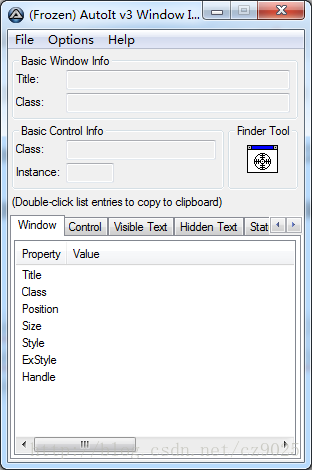 (Frozen) AutoIt v3 Window I...
File Options Help
Basic Window Info
Title:
Class:
Basic Control Info
Finder Tool
Class:
Instance:
(Double-click list entries to copy to clipboard)
Window Control Visible Text Hidden Text Stat
Property Value
Title
Class
Position
Size
Style
ExStyle
Handle
https://blog.csdn.net/cz9025